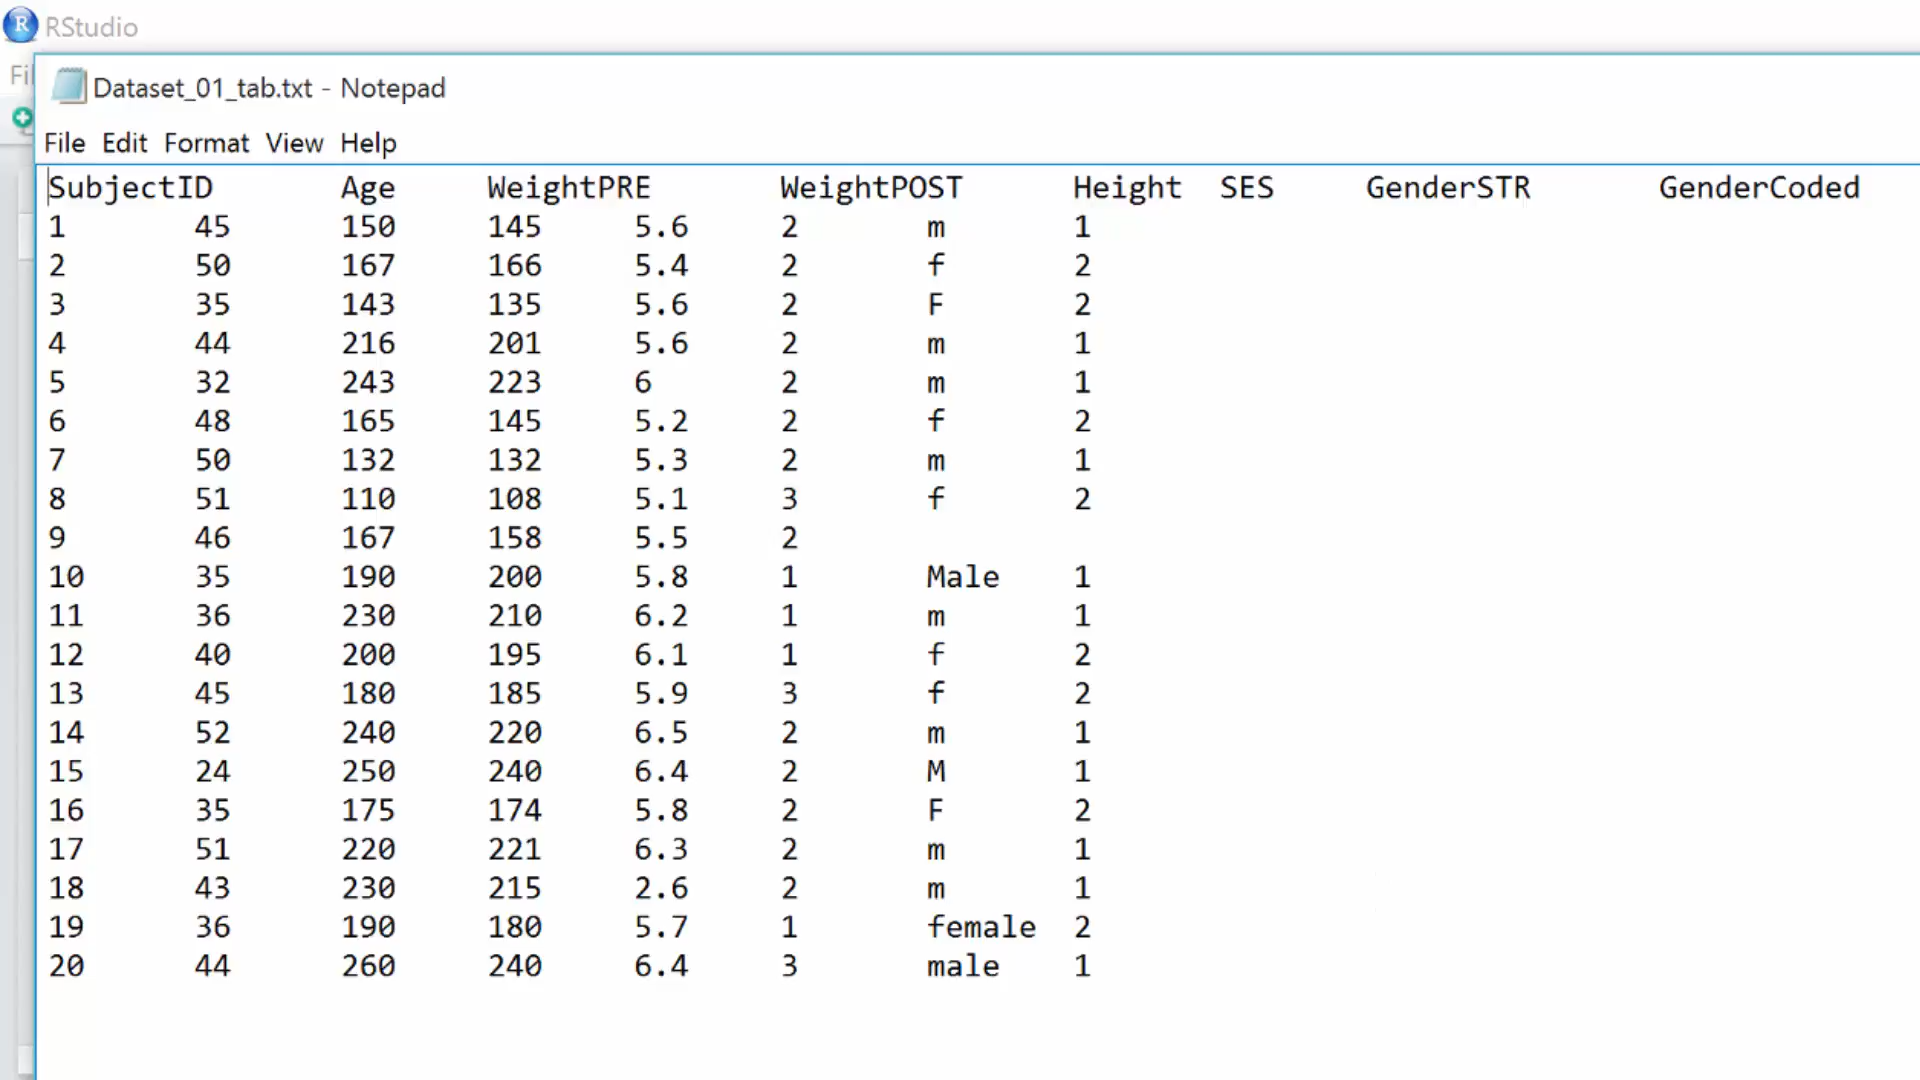 RStudio
Fil
Dataset_01_tab.txt - Notepad
File Edit Format View Help
SubjectID Age WeightPRE WeightPOST Height SES GenderSTR GenderCoded
1 45 150 145 5.6 2 m 1
2 50 167 166 5.4 2 f 2
3 35 143 135 5.6 2 F 2
4 44 216 201 5.6 2 m 1
5 32 243 223 6 2 m 1
6 48 165 145 5.2 2 f 2
7 50 132 132 5.3 2 m 1
8 51 110 108 5.1 3 f 2
9 46 167 158 5.5 2
10 35 190 200 5.8 1 Male 1
11 36 230 210 6.2 1 m 1
12 40 200 195 6.1 1 f 2
13 45 180 185 5.9 3 f 2
14 52 240 220 6.5 2 m 1
15 24 250 240 6.4 2 M 1
16 35 175 174 5.8 2 F 2
17 51 220 221 6.3 2 m 1
18 43 230 215 2.6 2 m 1
19 36 190 180 5.7 1 female 2
20 44 260 240 6.4 3 male 1